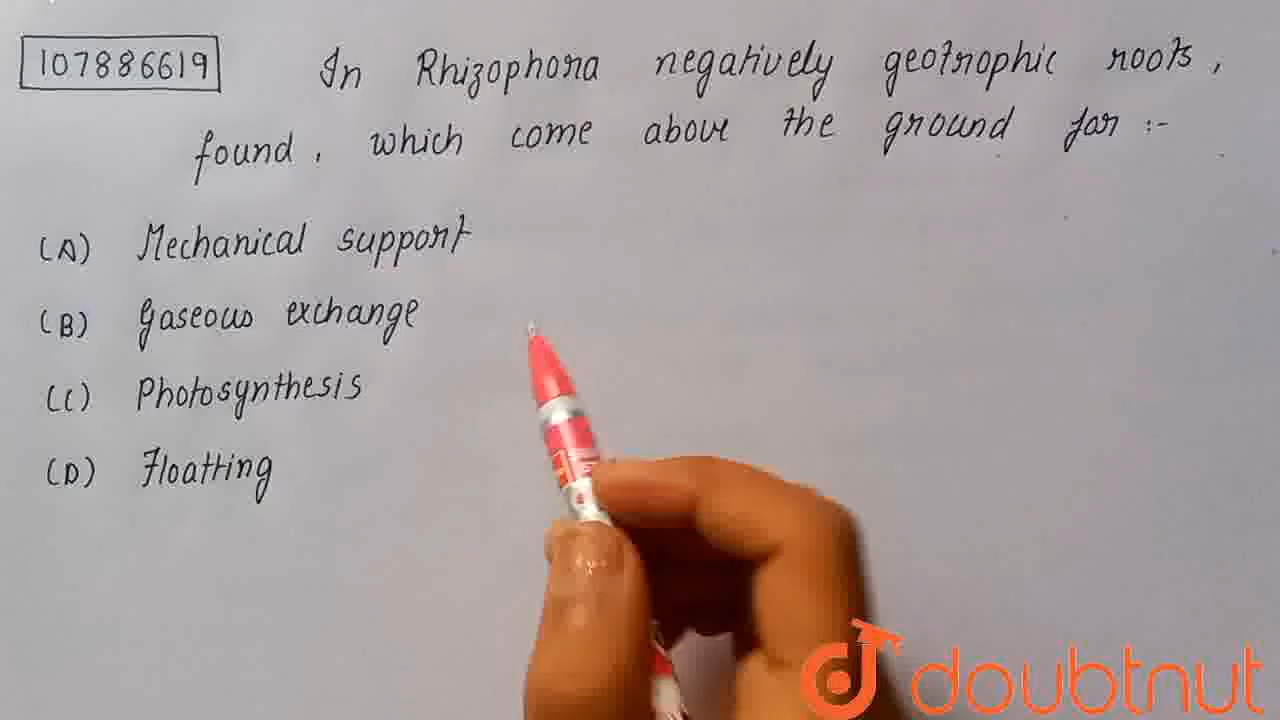 107886619 In Rhizophora negatively geotrophic roots,
found, which come above the ground for :-
(A) Mechanical support
(B) Gaseous exchange
(C) Photosynthesis
(D) Floatting
doubtnut